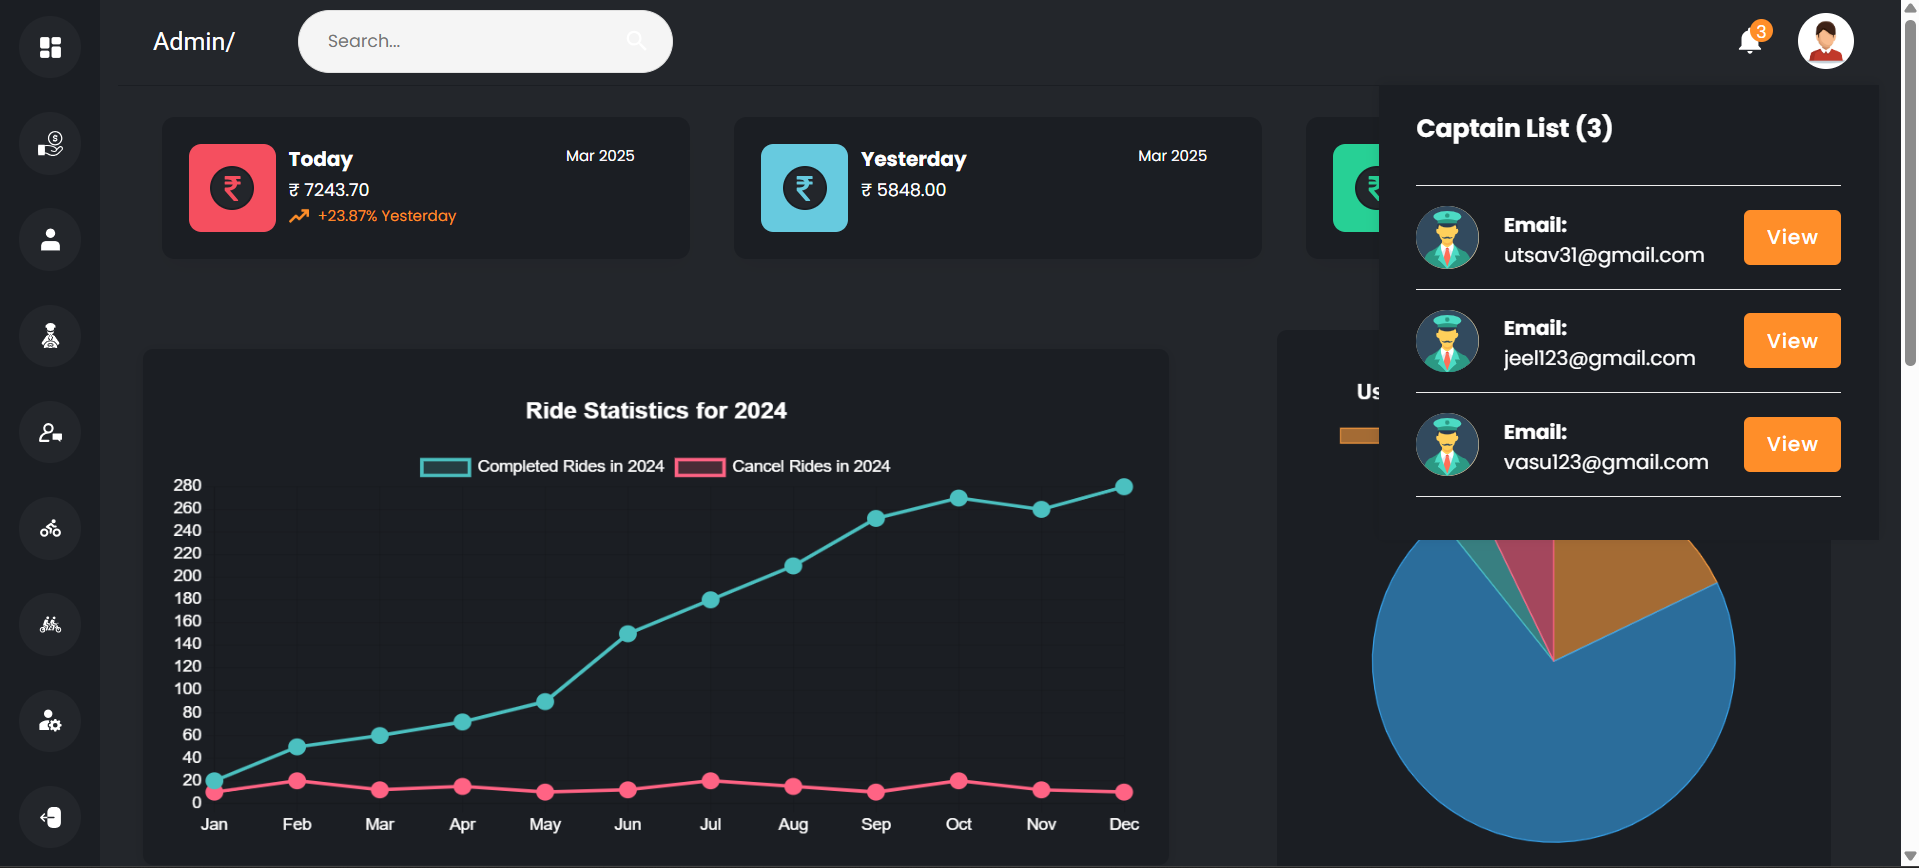 Admin/
Search...
3
Captain List (3)
Today
Mar 2025
₹ 7243.70
+23.87% Yesterday
Yesterday
Mar 2025
₹ 5848.00
Email:
utsav31@gmail.com
View
Email:
jeel123@gmail.com
View
Email:
vasu123@gmail.com
View
Ride Statistics for 2024
Completed Rides in 2024
Cancel Rides in 2024
280
260
240
220
200
180
160
140
120
100
80
60
40
20
0
Jan Feb Mar Apr May Jun Jul Aug Sep Oct Nov Dec
Us